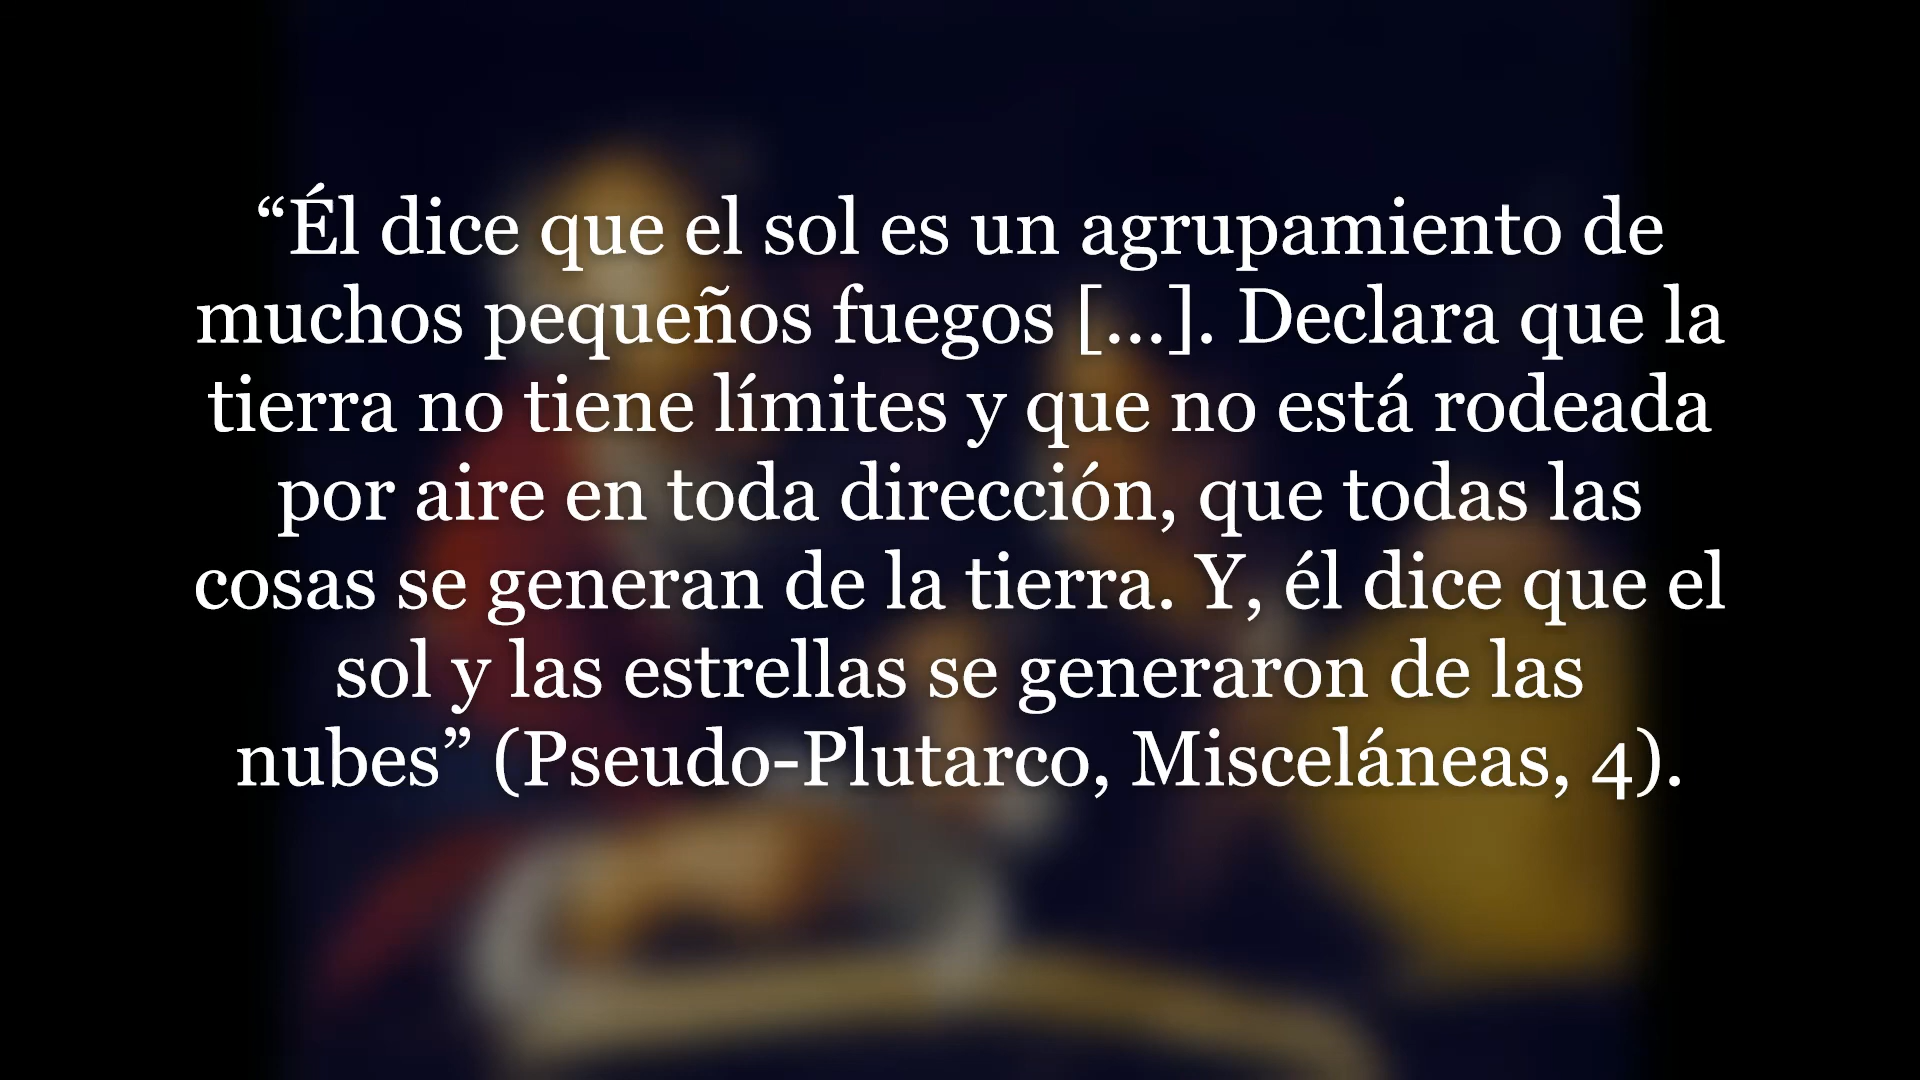 “Él dice que el sol es un agrupamiento de
muchos pequeños fuegos [...]. Declara que la
tierra no tiene límites y que no está rodeada
por aire en toda dirección, que todas las
cosas se generan de la tierra. Y, él dice que el
sol y las estrellas se generaron de las
nubes” (Pseudo-Plutarco, Misceláneas, 4).